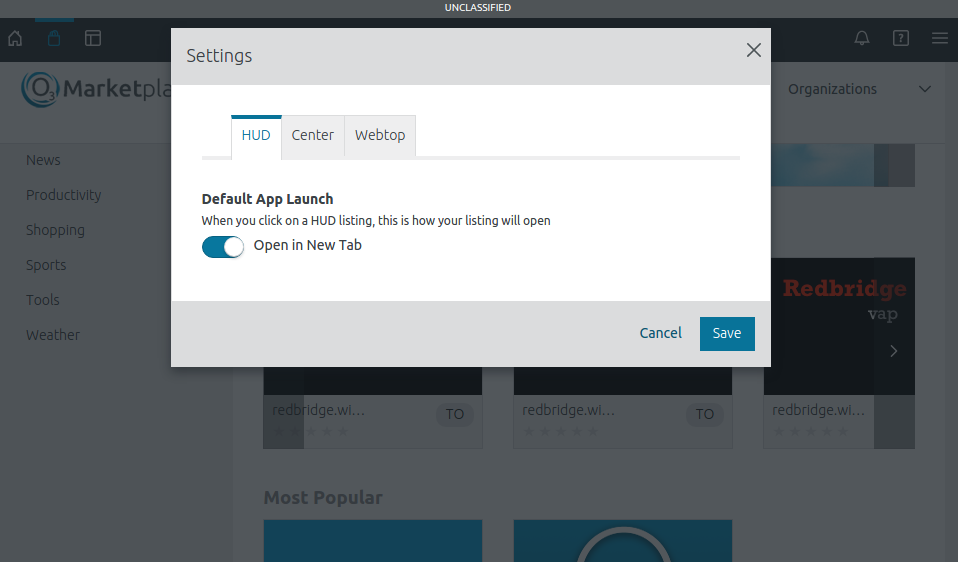 UNCLASSIFIED
Settings
O3 Marketpla
Organizations
HUD Center Webtop
News
Productivity
Shopping
Sports
Tools
Weather
Default App Launch
When you click on a HUD listing, this is how your listing will open
Open in New Tab
Cancel Save
Redbridge
vap
redbridge.wi... TO
redbridge.wi... TO
redbridge.wi...
Most Popular